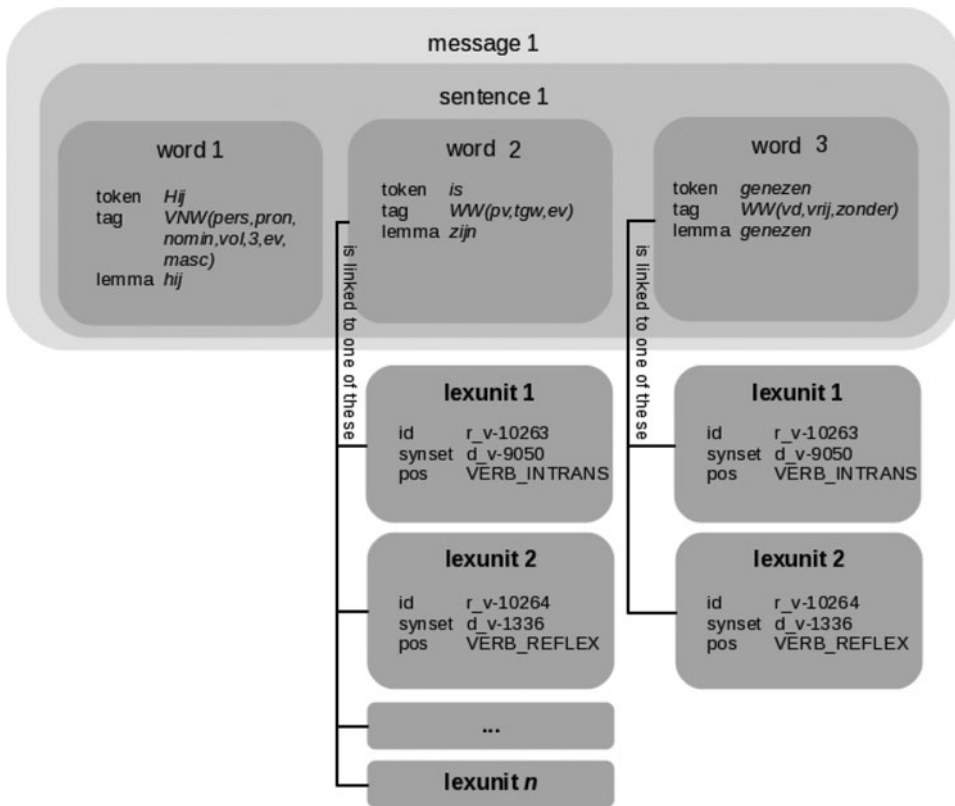 message 1
sentence 1
word 1
token Hij
tag VNW(pers,pron,
nomin,vol,3,ev,
masc)
lemma hij
word 2
token is
tag WW(pv,tgw,ev)
lemma zijn
word 3
token genezen
tag WW(vd,vrij,zonder)
lemma genezen
is linked to one of these
is linked to one of these
lexunit 1
id r_v-10263
synset d_v-9050
pos VERB_INTRANS
lexunit 2
id r_v-10264
synset d_v-1336
pos VERB_REFLEX
...
lexunit n
lexunit 1
id r_v-10263
synset d_v-9050
pos VERB_INTRANS
lexunit 2
id r_v-10264
synset d_v-1336
pos VERB_REFLEX